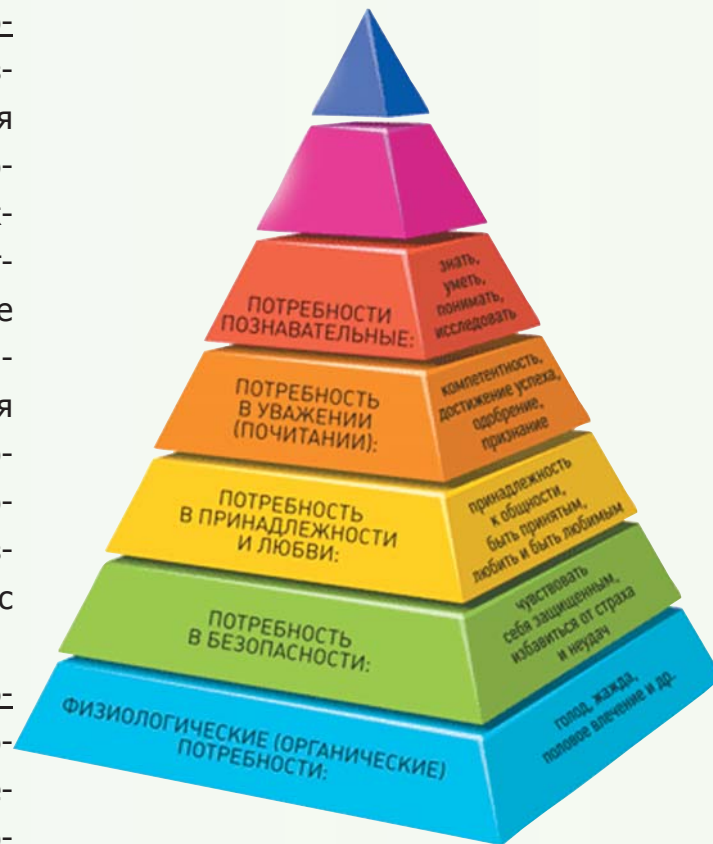 ПОТРЕБНОСТИ
ПОЗНАВАТЕЛЬНЫЕ:
знать,
уметь,
понимать,
исследовать
ПОТРЕБНОСТЬ
В УВАЖЕНИИ
(ПОЧИТАНИИ):
компетентность,
достижение успеха,
одобрение,
признание
ПОТРЕБНОСТЬ
В ПРИНАДЛЕЖНОСТИ
И ЛЮБВИ:
принадлежность
к общности,
быть принятым,
любить и быть любимым
ПОТРЕБНОСТЬ
В БЕЗОПАСНОСТИ:
чувствовать
себя защищенным,
избавиться от страха
и неудач
ФИЗИОЛОГИЧЕСКИЕ (ОРГАНИЧЕСКИЕ)
ПОТРЕБНОСТИ:
голод, жажда,
половое влечение и др.